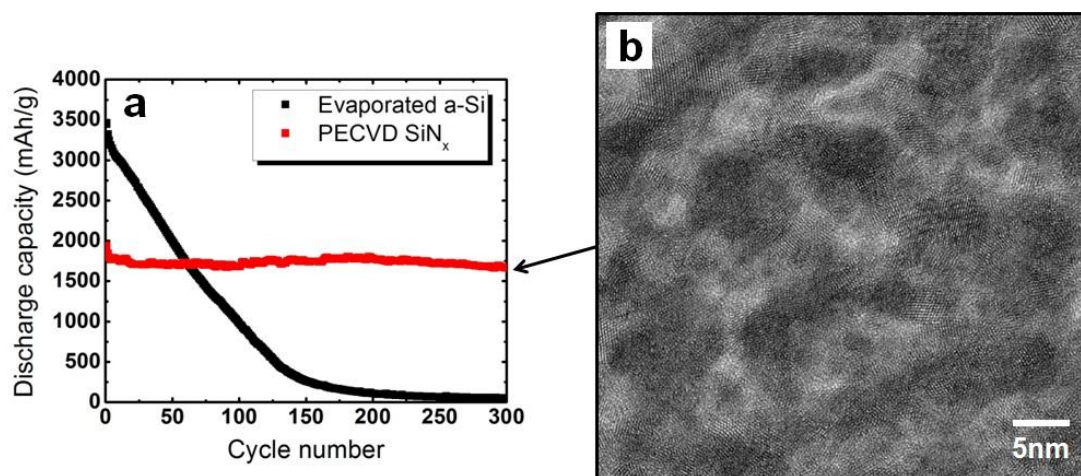 a
Evaporated a-Si
PECVD SiNx
4000
3500
3000
2500
2000
1500
1000
500
0
0 50 100 150 200 250 300
Discharge capacity (mAh/g)
Cycle number
b
5nm